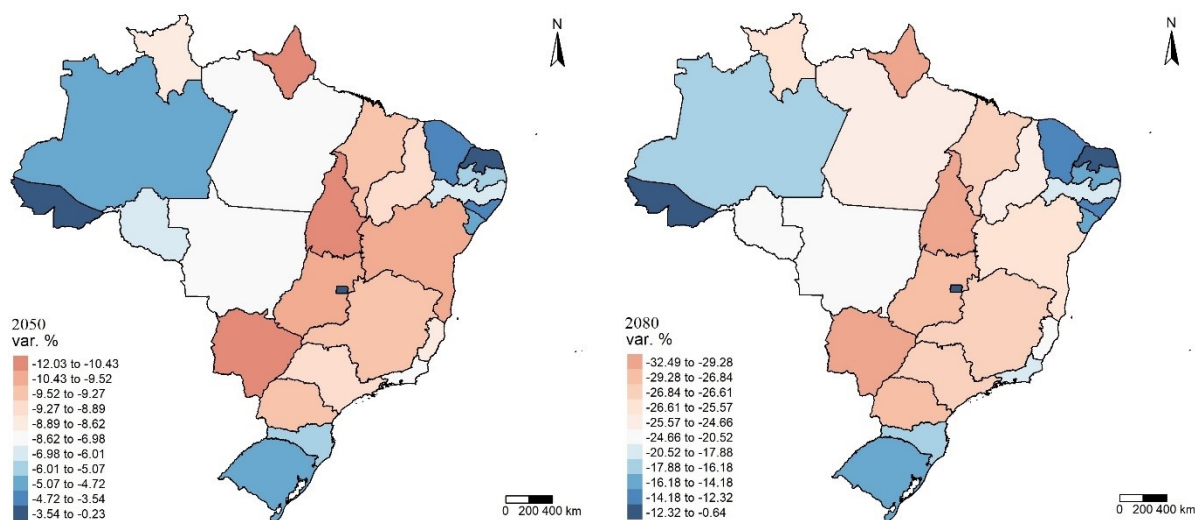 N
2050
var. %
-12.03 to -10.43
-10.43 to -9.52
-9.52 to -9.27
-9.27 to -8.89
-8.89 to -8.62
-8.62 to -6.98
-6.98 to -6.01
-6.01 to -5.07
-5.07 to -4.72
-4.72 to -3.54
-3.54 to -0.23
0 200 400 km
N
2080
var. %
-32.49 to -29.28
-29.28 to -26.84
-26.84 to -26.61
-26.61 to -25.57
-25.57 to -24.66
-24.66 to -20.52
-20.52 to -17.88
-17.88 to -16.18
-16.18 to -14.18
-14.18 to -12.32
-12.32 to -0.64
0 200 400 km